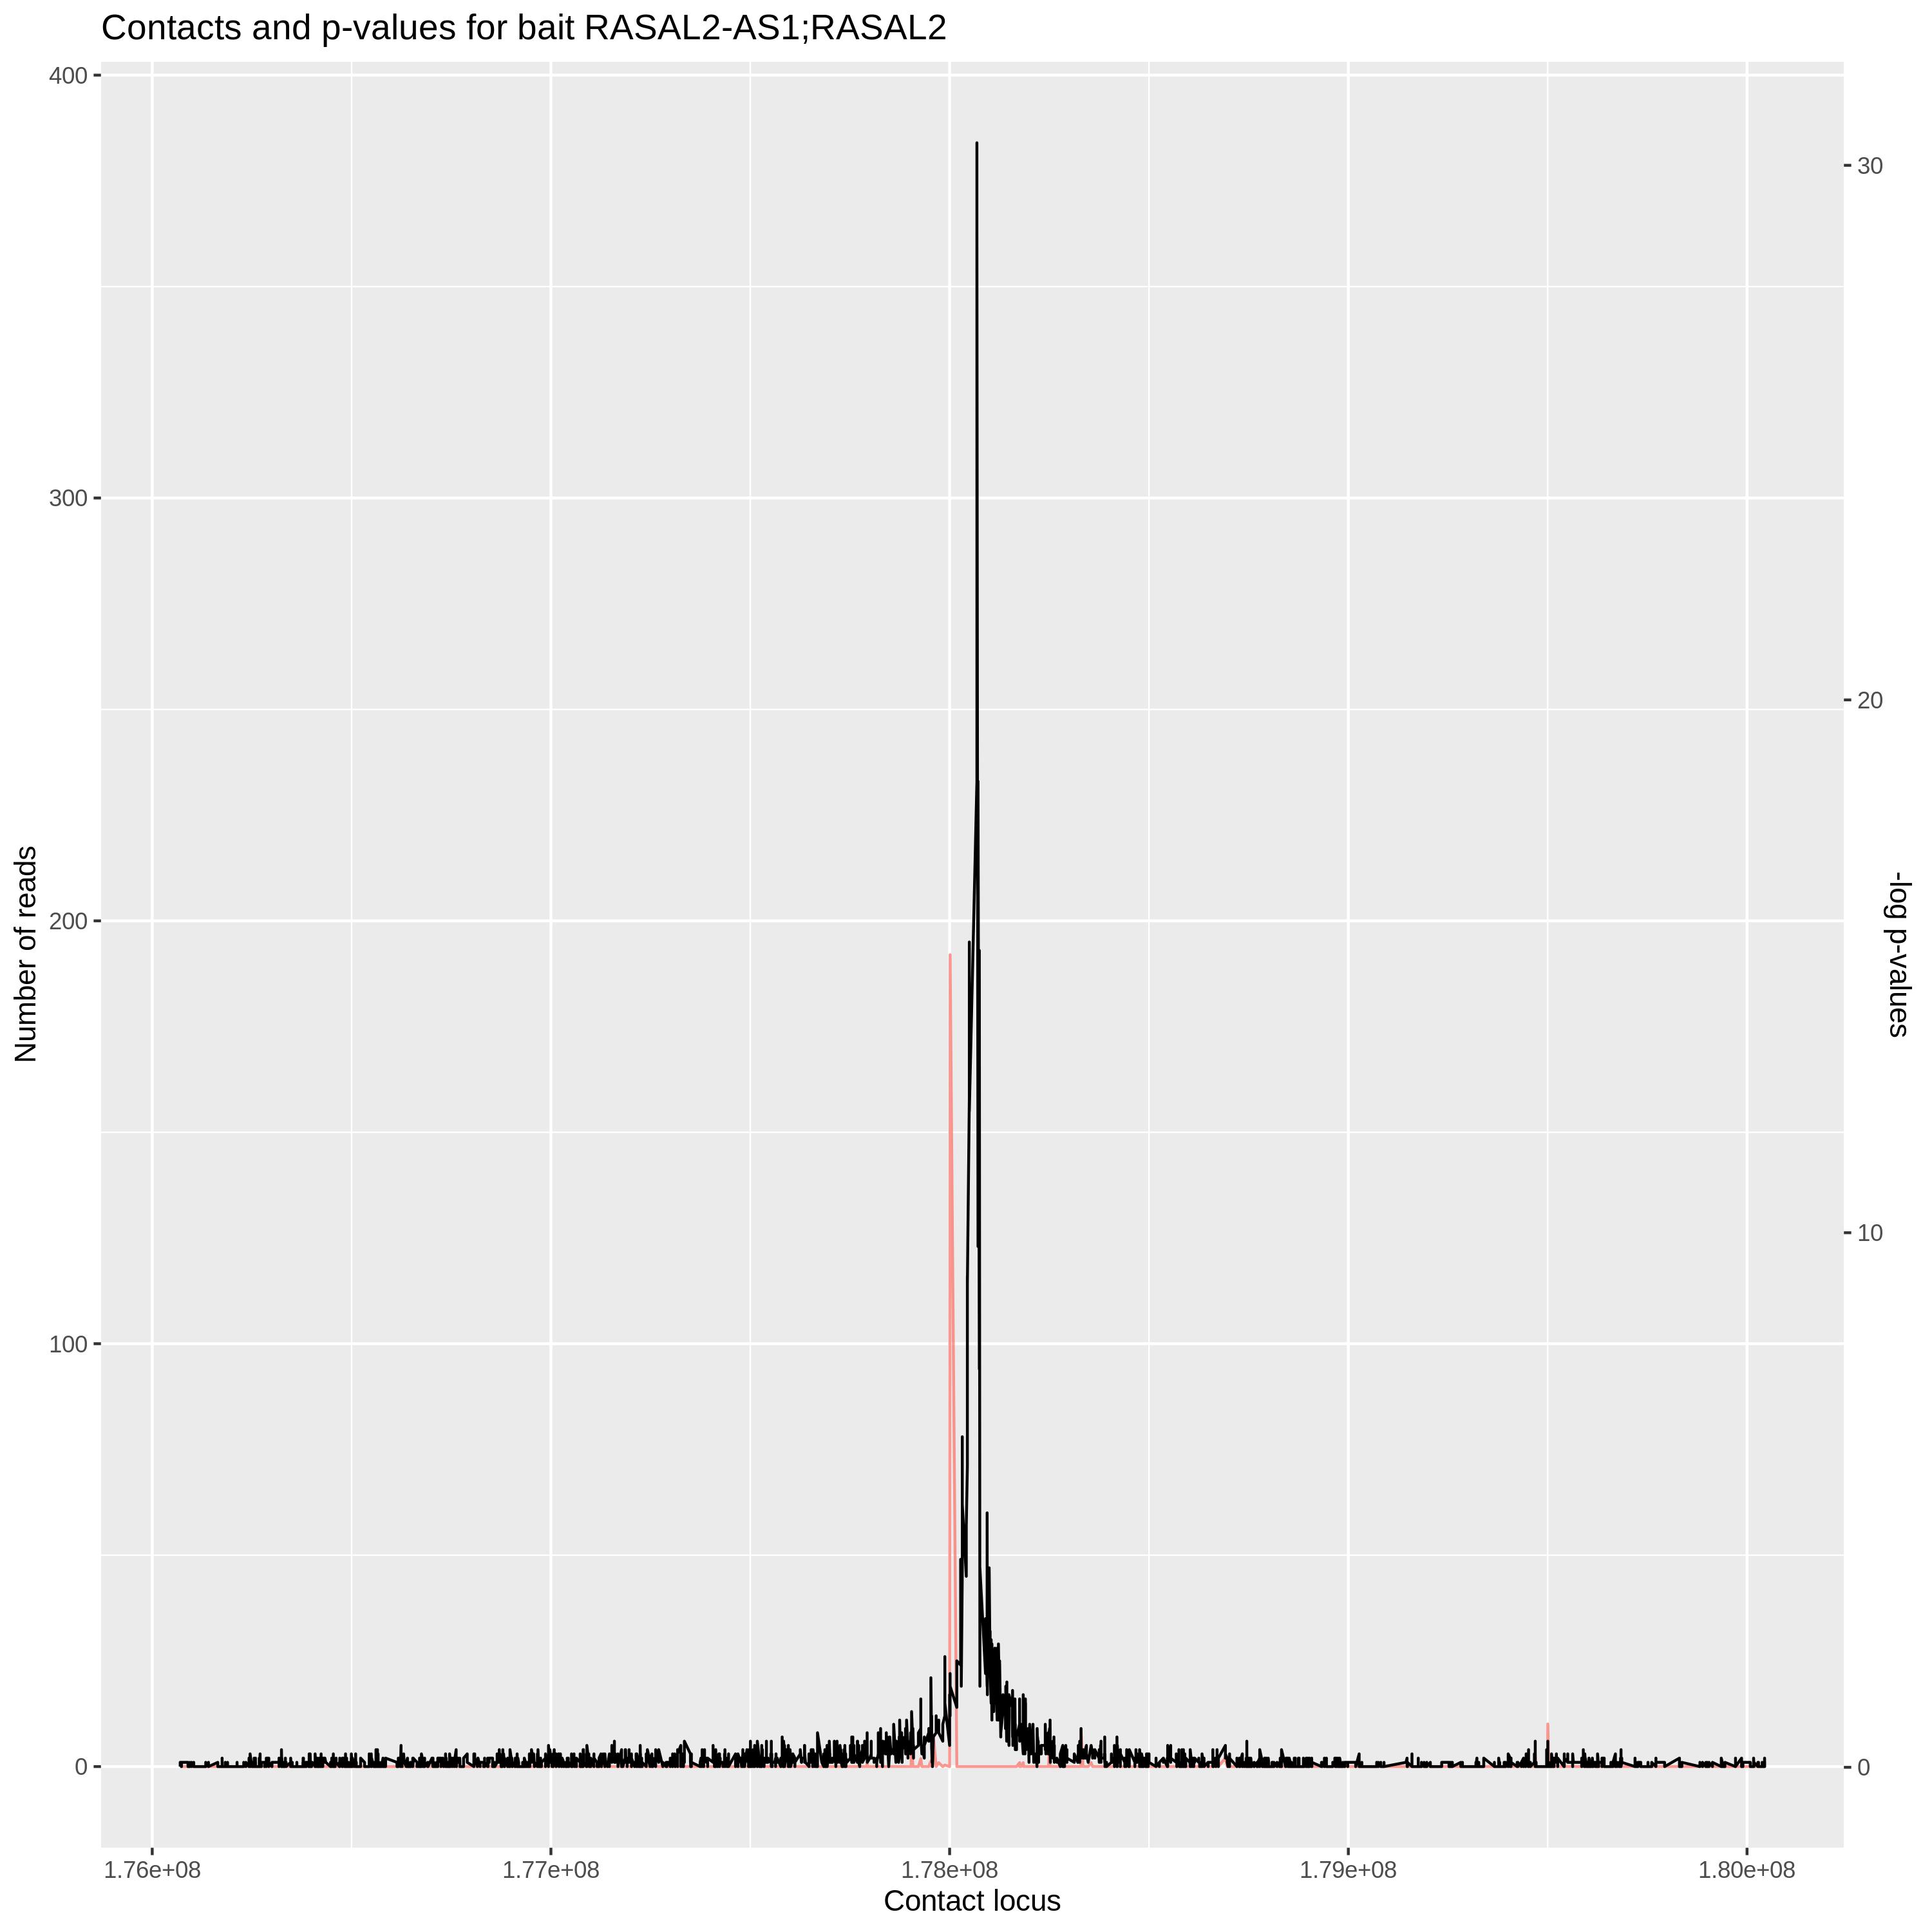 Contacts and p-values for bait RASAL2-AS1;RASAL2
400
300
200
100
0
Number of reads
30
20
10
0
-log p-values
1.76e+08
1.77e+08
1.78e+08
1.79e+08
1.80e+08
Contact locus